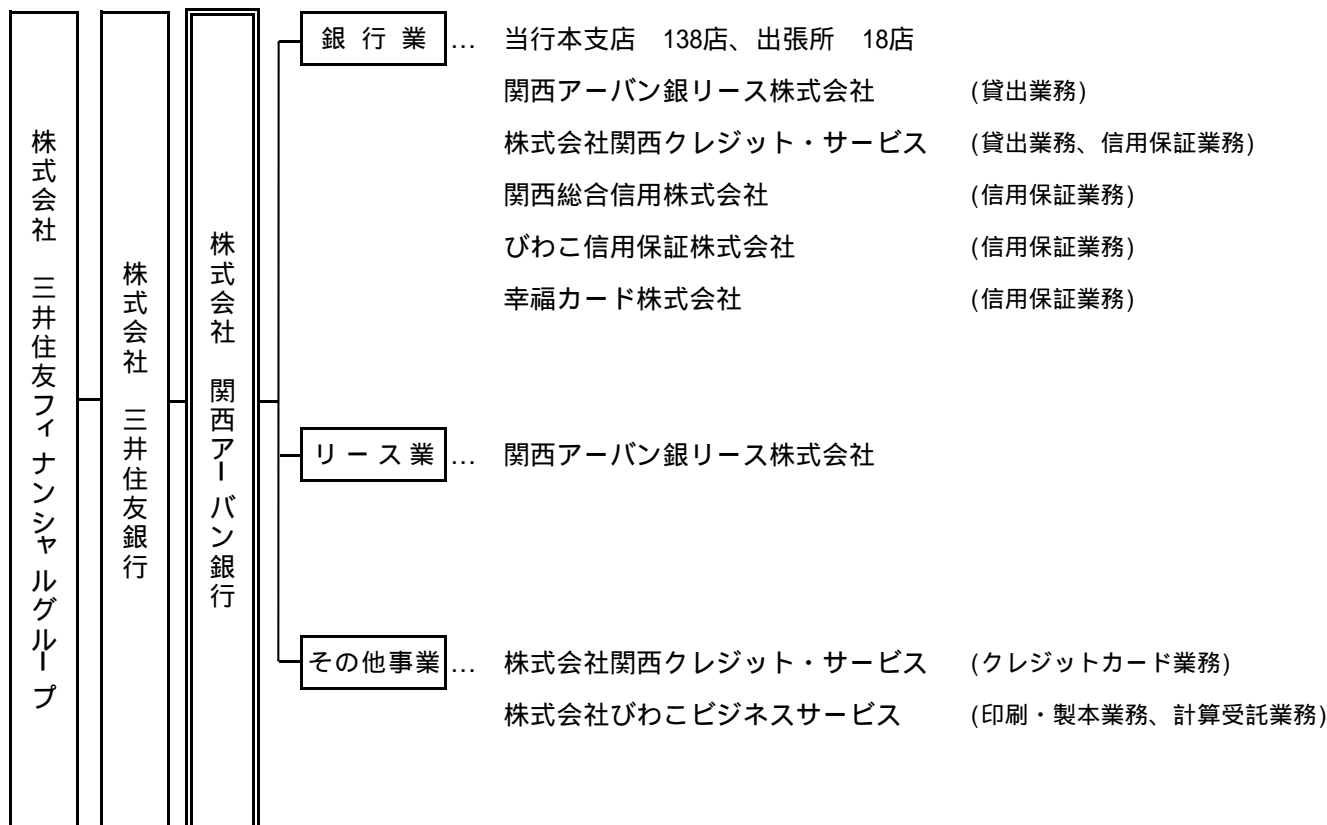 株式会社 三井住友フィナンシャルグループ
株式会社 三井住友銀行
株式会社 関西アーバン銀行
銀行業 … 当行本支店 138店、出張所 18店
関西アーバン銀リース株式会社 (貸出業務)
株式会社関西クレジット・サービス (貸出業務、信用保証業務)
関西総合信用株式会社 (信用保証業務)
びわこ信用保証株式会社 (信用保証業務)
幸福カード株式会社 (信用保証業務)
リース業 … 関西アーバン銀リース株式会社
その他事業 … 株式会社関西クレジット・サービス (クレジットカード業務)
株式会社びわこビジネスサービス (印刷・製本業務、計算受託業務)